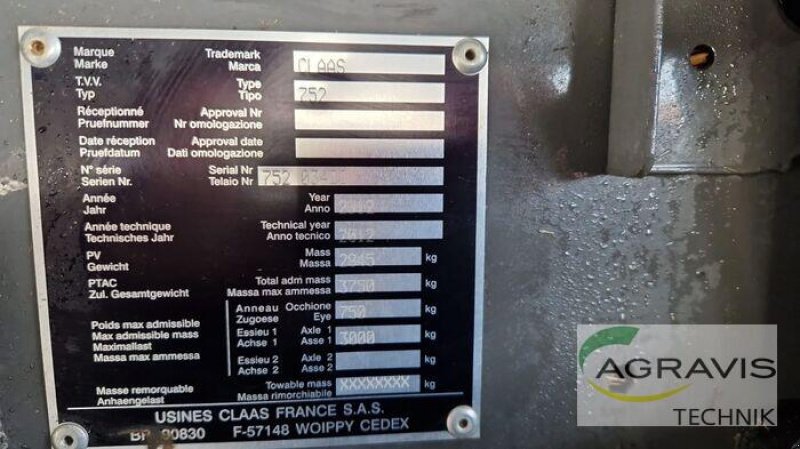 Marque Trademark CLAAS
Marke Marca
T.V.V. Type 752
Typ Tipo
Réceptionné Approval Nr
Pruefnummer Nr omologazione
Date réception Approval date
Pruefdatum Dati omologazione
N° série Serial Nr 752
Serien Nr. Telaio Nr
Année Year 2012
Jahr Anno
Année technique Technical year 2012
Technisches Jahr Anno tecnico
PV Mass 2945 kg
Gewicht Massa
PTAC Total adm mass 3750 kg
Zul. Gesamtgewicht Massa max ammessa
Anneau Occhione 750 kg
Zugoese Eye
Poids max admissible
Max admissible mass
Maximallast
Massa max ammessa
Essieu 1 Axle 1 3000 kg
Achse 1 Asse 1
Essieu 2 Axle 2 kg
Achse 2 Asse 2
Masse remorquable Towable mass XXXXXXXX kg
Anhaengelast Massa rimorchiabile
USINES CLAAS FRANCE S.A.S.
F-57148 WOIPPY CEDEX
AGRAVIS
TECHNIK